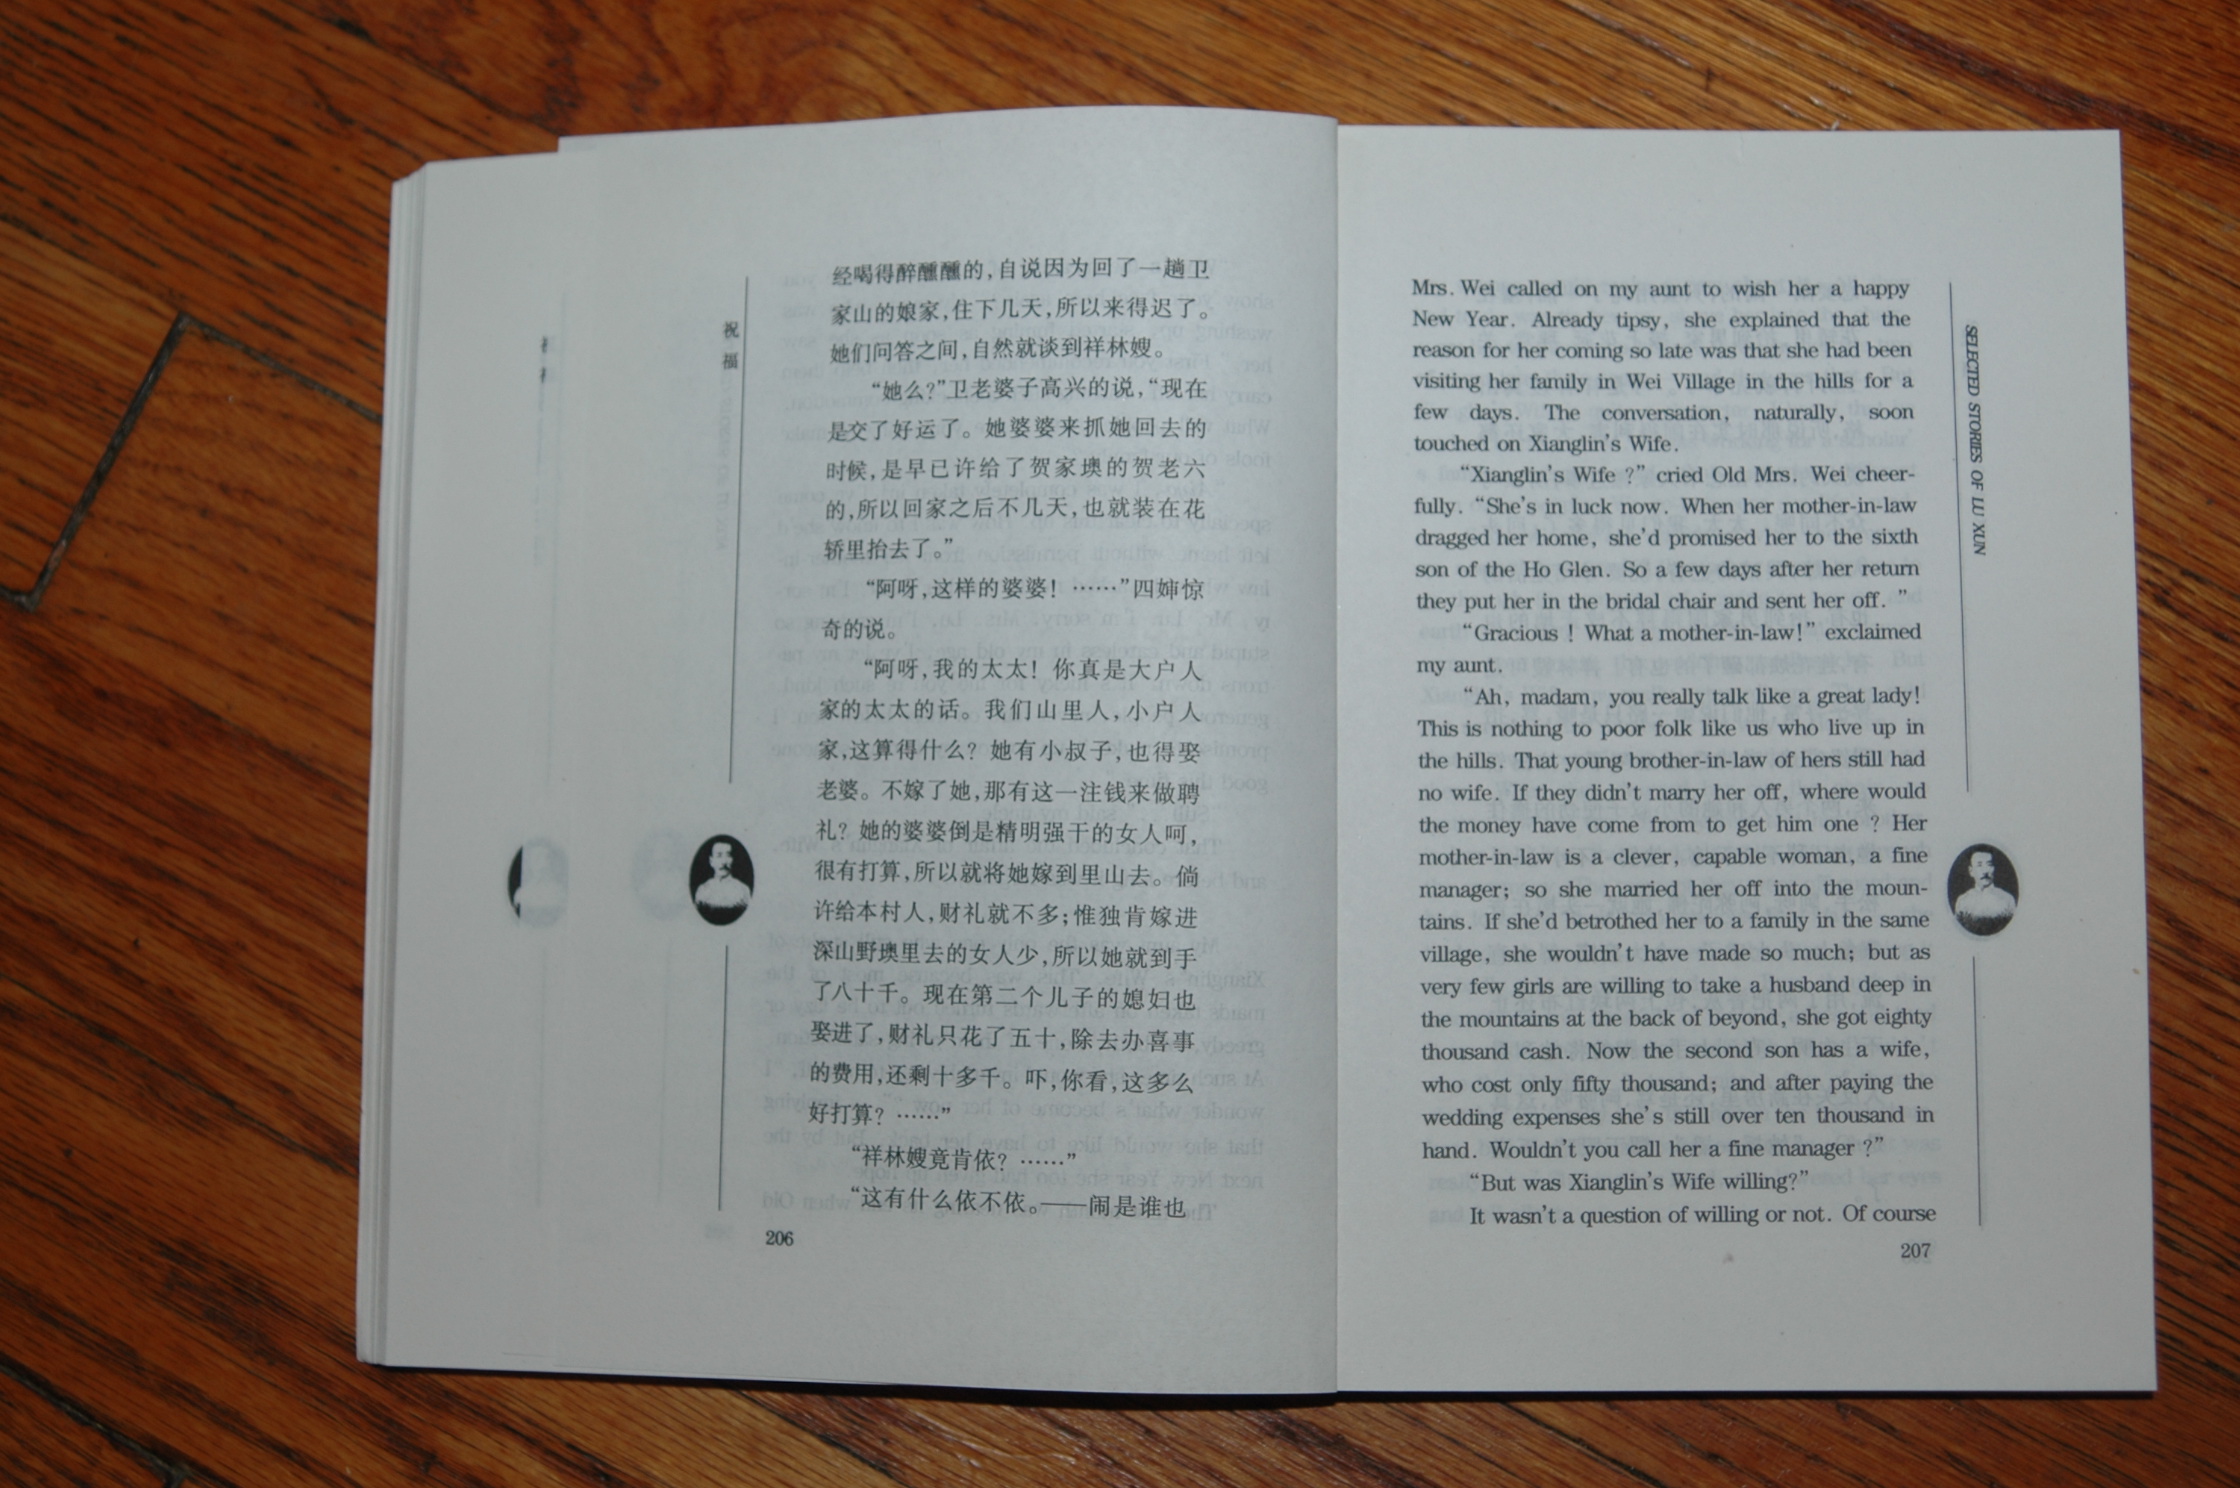 祝
福
经喝得醉醺醺的,自说因为回了一趟卫
家山的娘家,住下几天,所以来得迟了。
她们问答之间,自然就谈到祥林嫂。
“她么?”卫老婆子高兴的说,“现在
是交了好运了。她婆婆来抓她回去的
时候,是早已许给了贺家墺的贺老六
的,所以回家之后不几天,也就装在花
轿里抬去了。”
“阿呀,这样的婆婆!……”四婶惊
奇的说。
“阿呀,我的太太!你真是大户人
家的太太的话。我们山里人,小户人
家,这算得什么?她有小叔子,也得娶
老婆。不嫁了她,那有这一注钱来做聘
礼?她的婆婆倒是精明强干的女人呵,
很有打算,所以就将她嫁到里山去。倘
许给本村人,财礼就不多;惟独肯嫁进
深山野墺里去的女人少,所以她就到手
了八十千。现在第二个儿子的媳妇也
娶进了,财礼只花了五十,除去办喜事
的费用,还剩十多千。吓,你看,这多么
好打算?……”
“祥林嫂竟肯依?……”
“这有什么依不依。——闹是谁也
206
SELECTED STORIES OF LU XUN
Mrs. Wei called on my aunt to wish her a happy
New Year. Already tipsy, she explained that the
reason for her coming so late was that she had been
visiting her family in Wei Village in the hills for a
few days. The conversation, naturally, soon
touched on Xianglin's Wife.
“Xianglin's Wife ?” cried Old Mrs. Wei cheer-
fully. “She's in luck now. When her mother-in-law
dragged her home, she'd promised her to the sixth
son of the Ho Glen. So a few days after her return
they put her in the bridal chair and sent her off. ”
“Gracious ! What a mother-in-law!” exclaimed
my aunt.
“Ah, madam, you really talk like a great lady!
This is nothing to poor folk like us who live up in
the hills. That young brother-in-law of hers still had
no wife. If they didn't marry her off, where would
the money have come from to get him one ? Her
mother-in-law is a clever, capable woman, a fine
manager; so she married her off into the moun-
tains. If she'd betrothed her to a family in the same
village, she wouldn't have made so much; but as
very few girls are willing to take a husband deep in
the mountains at the back of beyond, she got eighty
thousand cash. Now the second son has a wife,
who cost only fifty thousand; and after paying the
wedding expenses she's still over ten thousand in
hand. Wouldn't you call her a fine manager ?”
“But was Xianglin's Wife willing?”
It wasn't a question of willing or not. Of course
207